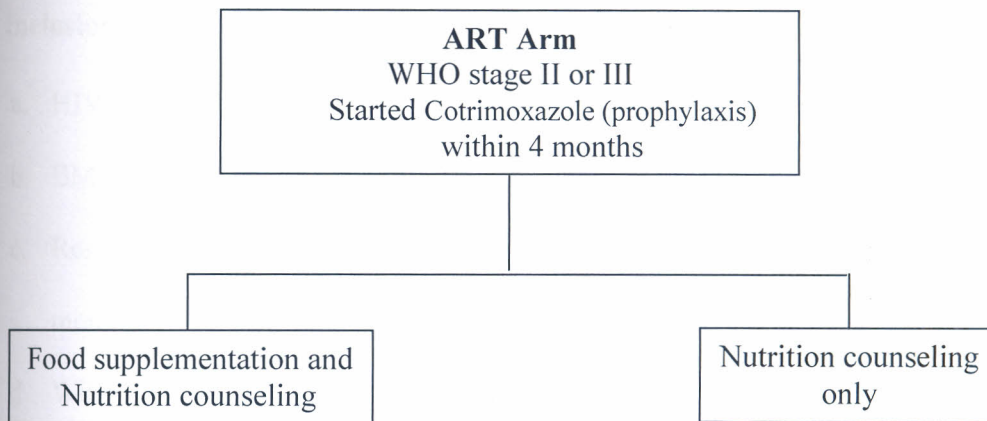 ART Arm
WHO stage II or III
Started Cotrimoxazole (prophylaxis)
within 4 months
Food supplementation and
Nutrition counseling
Nutrition counseling
only